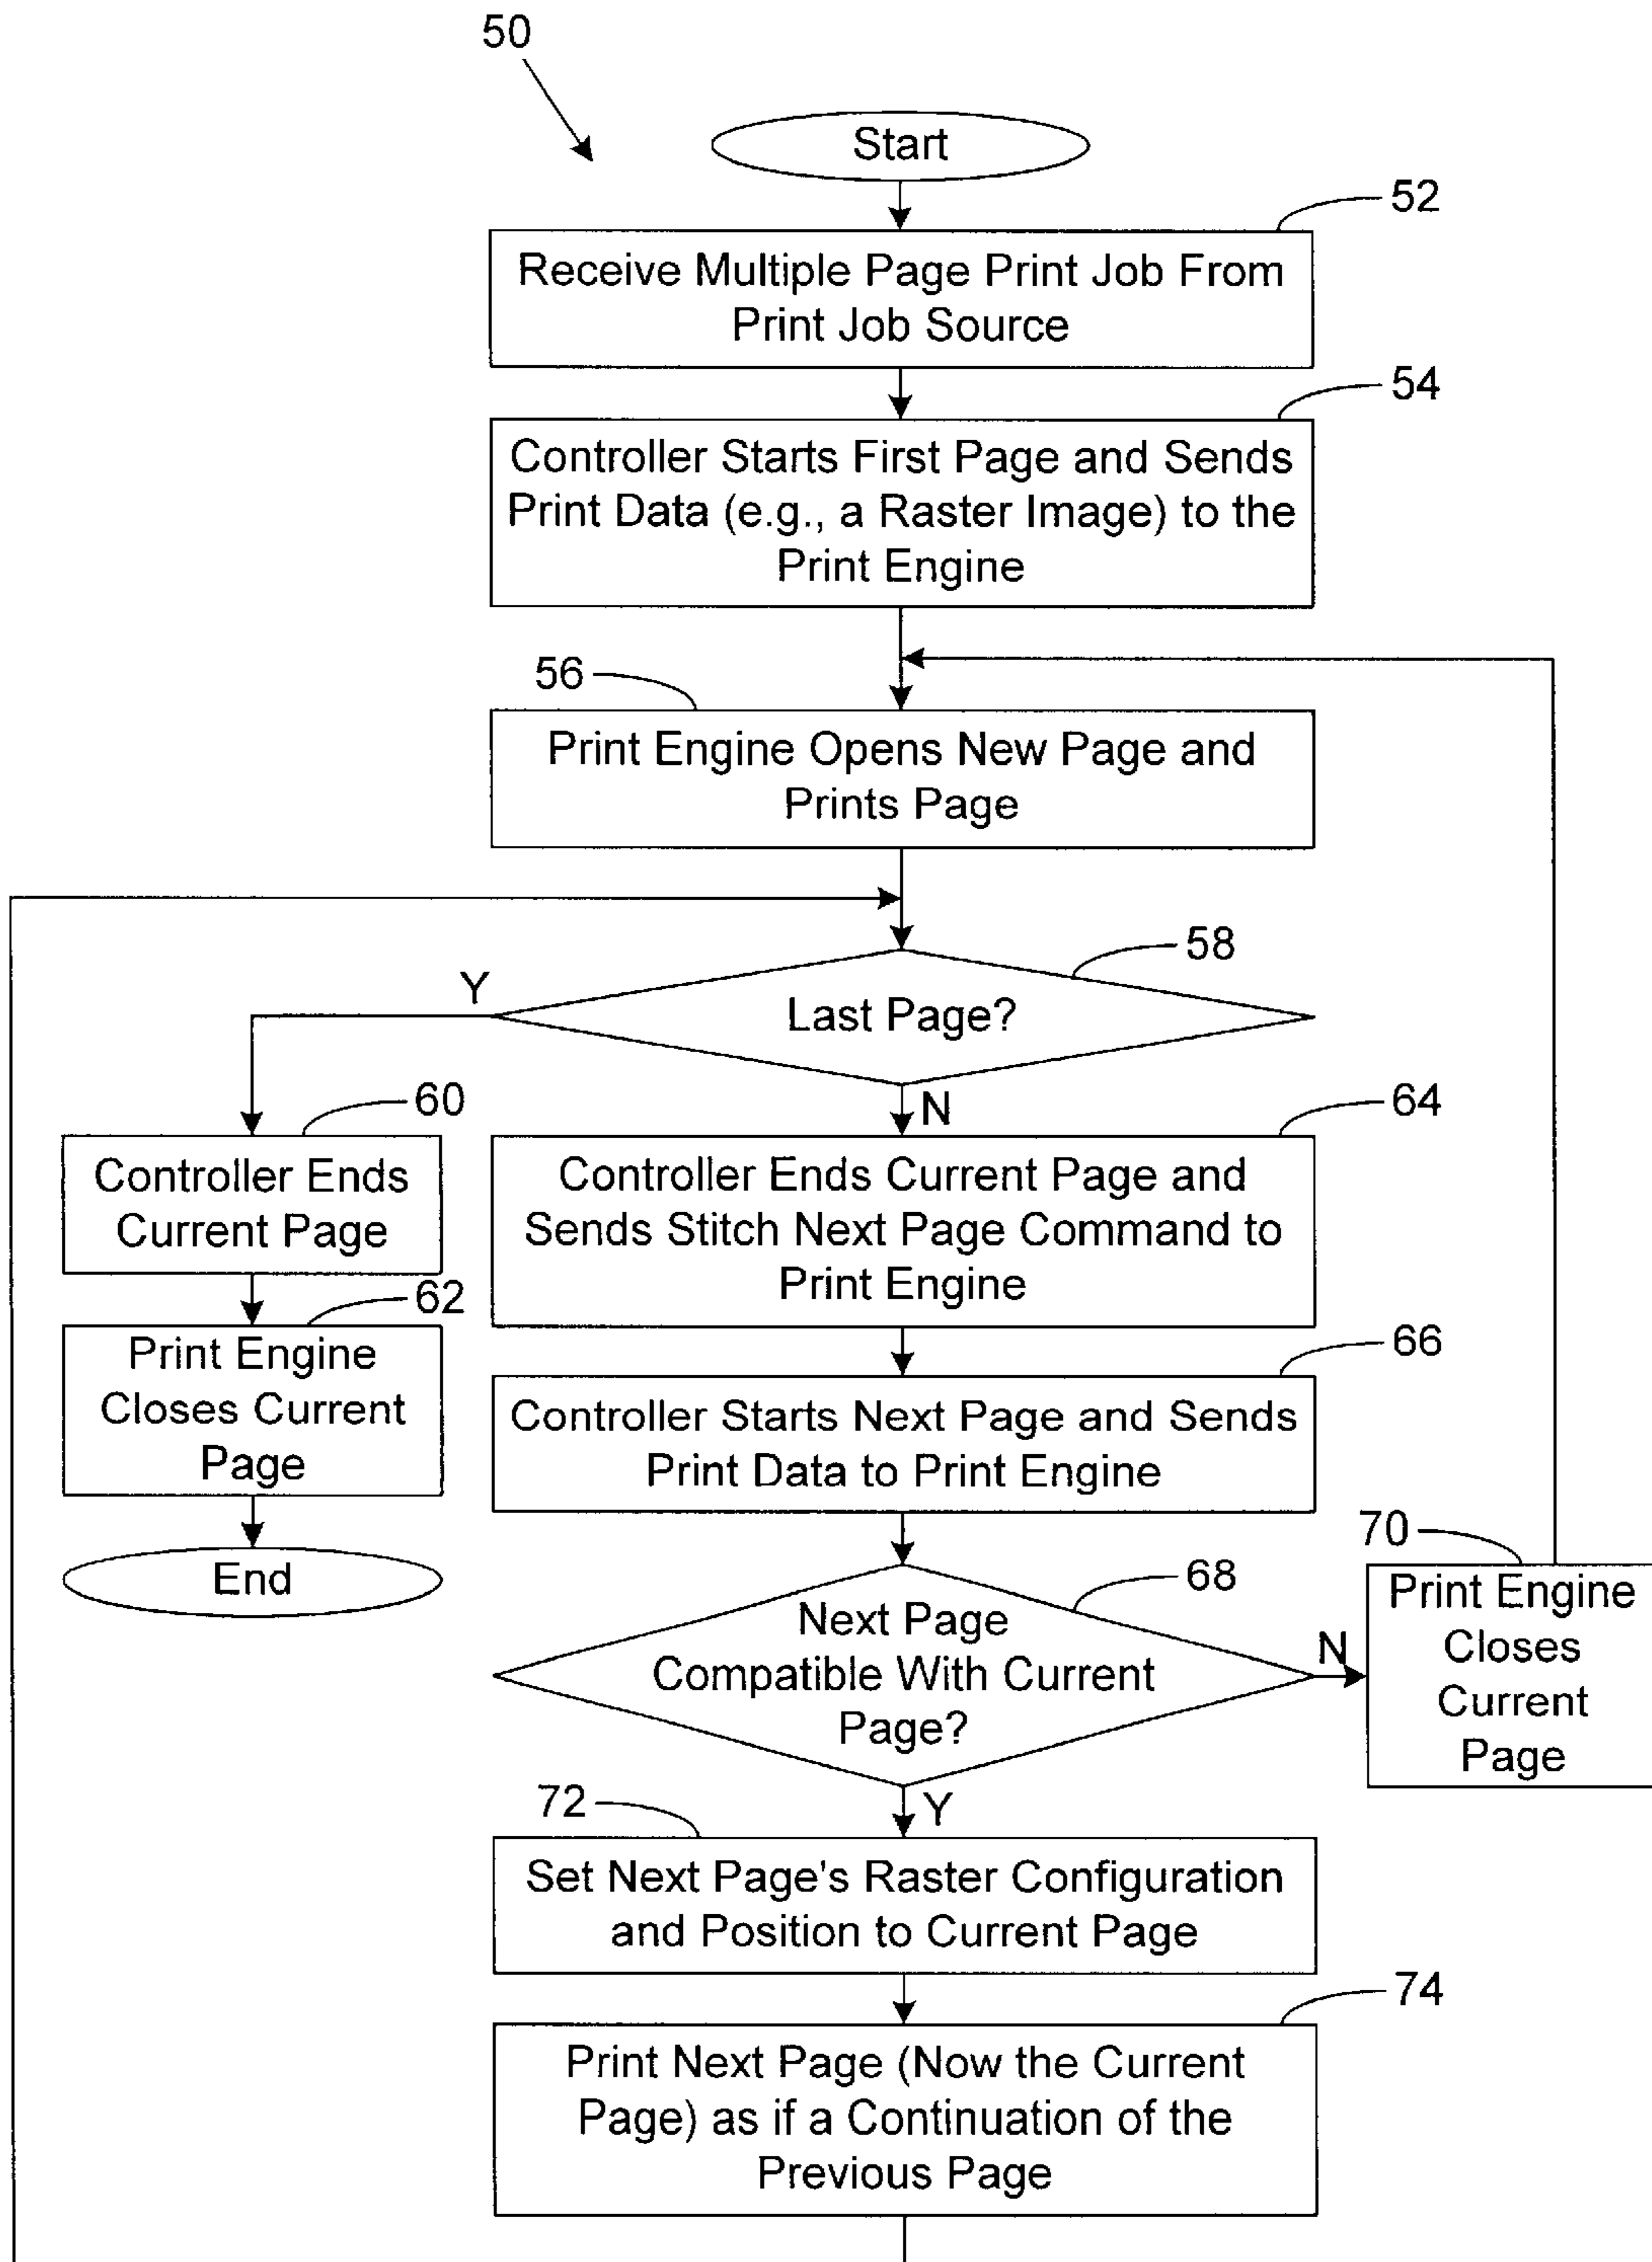 50
Start
52
Receive Multiple Page Print Job From
Print Job Source
54
Controller Starts First Page and Sends
Print Data (e.g., a Raster Image) to the
Print Engine
56
Print Engine Opens New Page and
Prints Page
58
Y
Last Page?
N
60
Controller Ends
Current Page
62
Print Engine
Closes Current
Page
End
64
Controller Ends Current Page and
Sends Stitch Next Page Command to
Print Engine
66
Controller Starts Next Page and Sends
Print Data to Print Engine
68
Next Page
Compatible With Current
Page?
N
70
Print Engine
Closes
Current
Page
Y
72
Set Next Page's Raster Configuration
and Position to Current Page
74
Print Next Page (Now the Current
Page) as if a Continuation of the
Previous Page